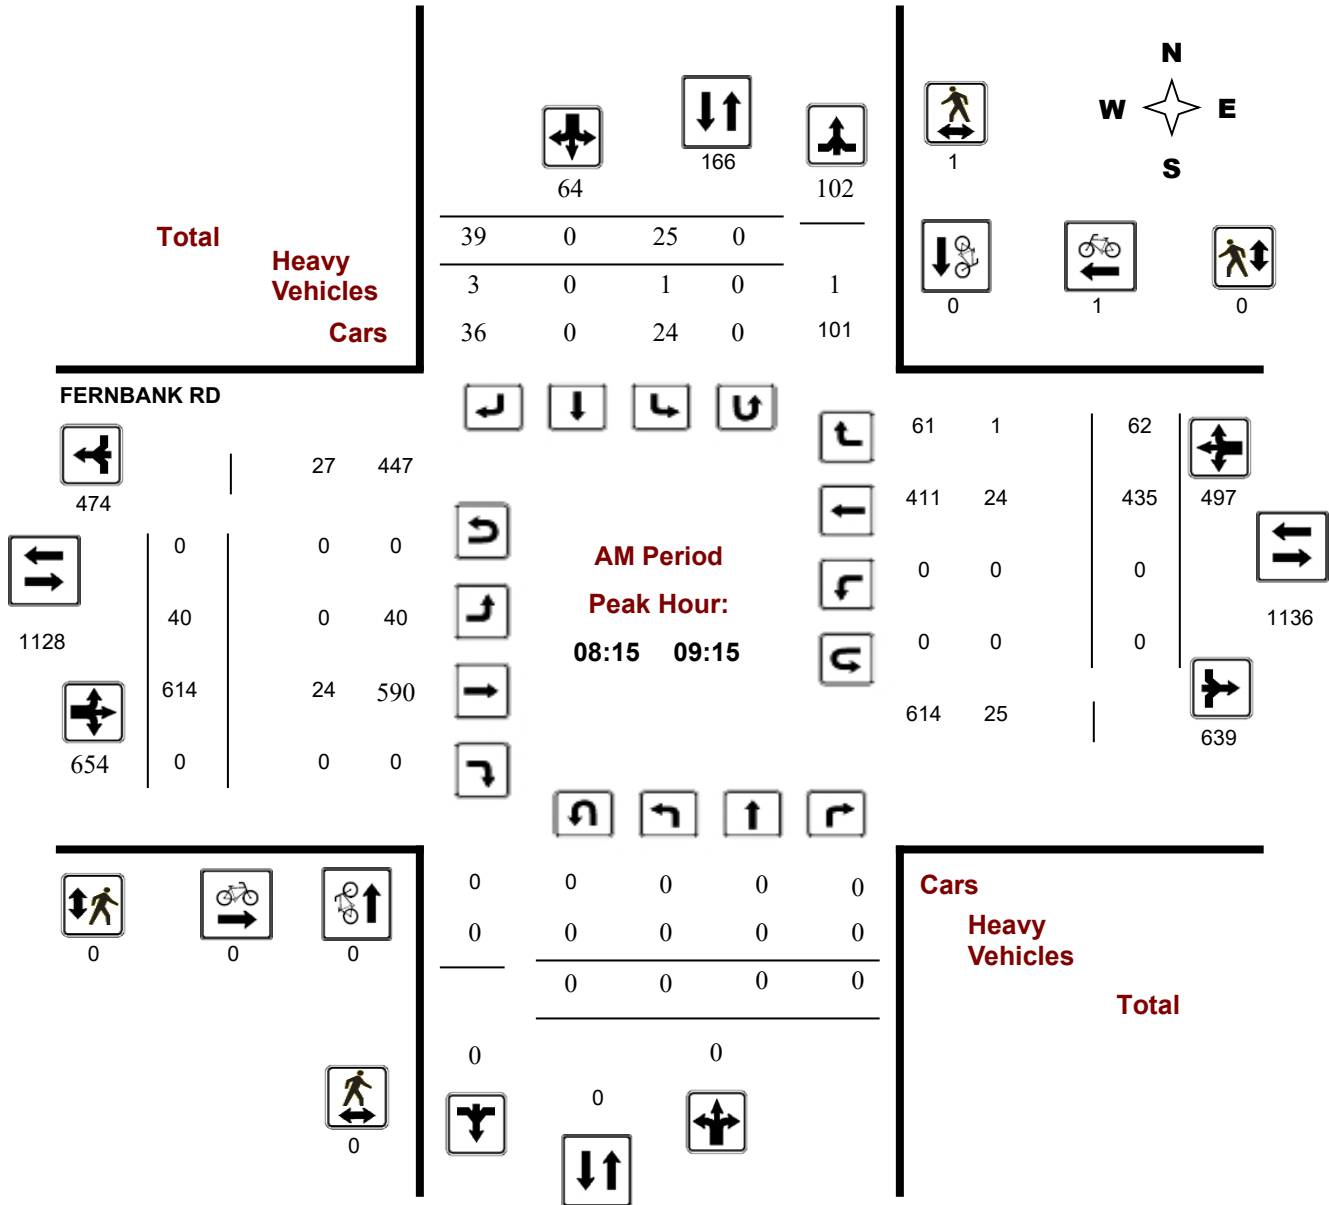 N
W E
S
166
1
64 102
Total 39 0 25 0
Heavy
Vehicles 3 0 1 0 1
Cars 36 0 24 0 101
0 1 0
FERNBANK RD
61 1 62
27 447
474
411 24 435 497
0 0 0
AM Period
0 0 0
Peak Hour:
40 0 40
1128
1136
08:15 09:15
0 0 0
614 24 590
614 25
639
654 0 0 0
0 0 0 0 0
Cars
0 0 0 0 0
Heavy
Vehicles
0 0 0
0 0 0 0
Total
0 0
0
0